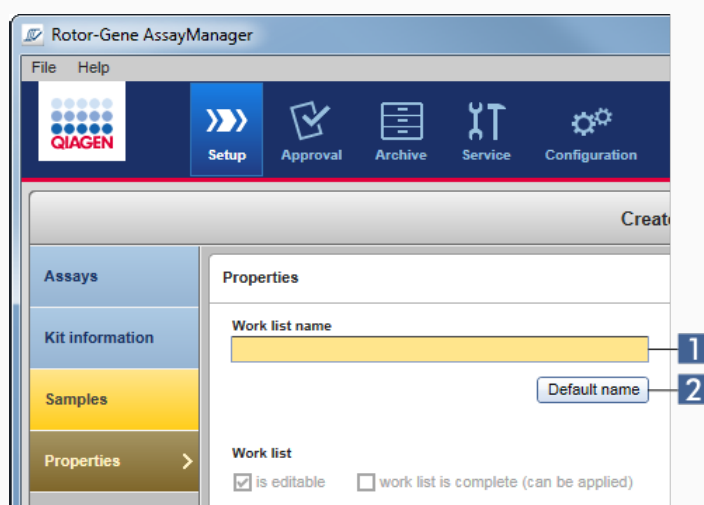 Rotor-Gene AssayManager
File Help
QIAGEN
Setup Approval Archive Service Configuration
Assays
Properties
Kit information
Work list name
1
Default name 2
Samples
Properties
Work list
is editable work list is complete (can be applied)